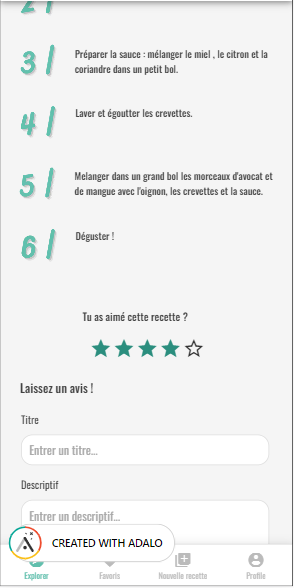 2 /
3 /
Préparer la sauce : mélanger le miel , le citron et la
coriandre dans un petit bol.
4 /
Laver et égoutter les crevettes.
5 /
Melanger dans un grand bol les morceaux d'avocat et
de mangue avec l'oignon, les crevettes et la sauce.
6 /
Déguster !
Tu as aimé cette recette ?
Laissez un avis !
Titre
Entrer un titre...
Descriptif
Entrer un descriptif...
CREATED WITH ADALO
Explorer
Favoris
Nouvelle recette
Profile